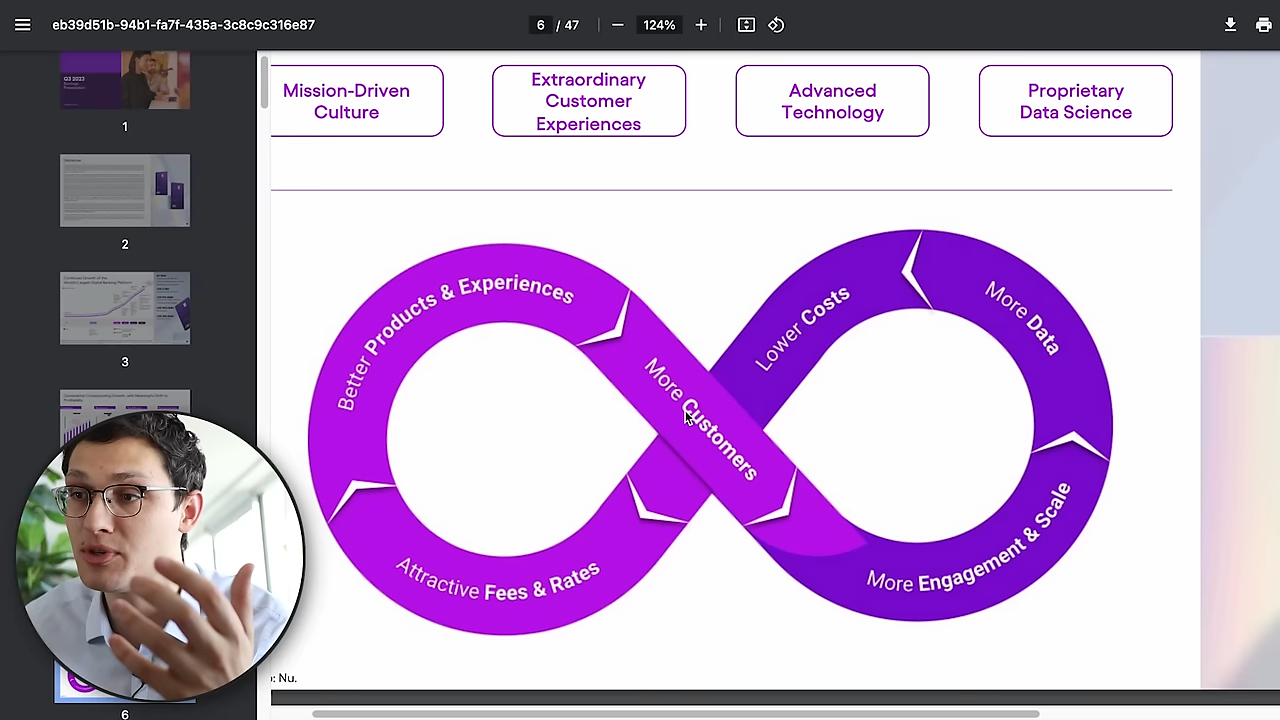 eb39d51b-94b1-fa7f-435a-3c8c9c316e87
6 / 47
124%
Mission-Driven
Culture
Extraordinary
Customer
Experiences
Advanced
Technology
Proprietary
Data Science
Better Products & Experiences
More Customers
Lower Costs
More Data
Attractive Fees & Rates
More Engagement & Scale
: Nu.
Q3 2023
1
2
3
6